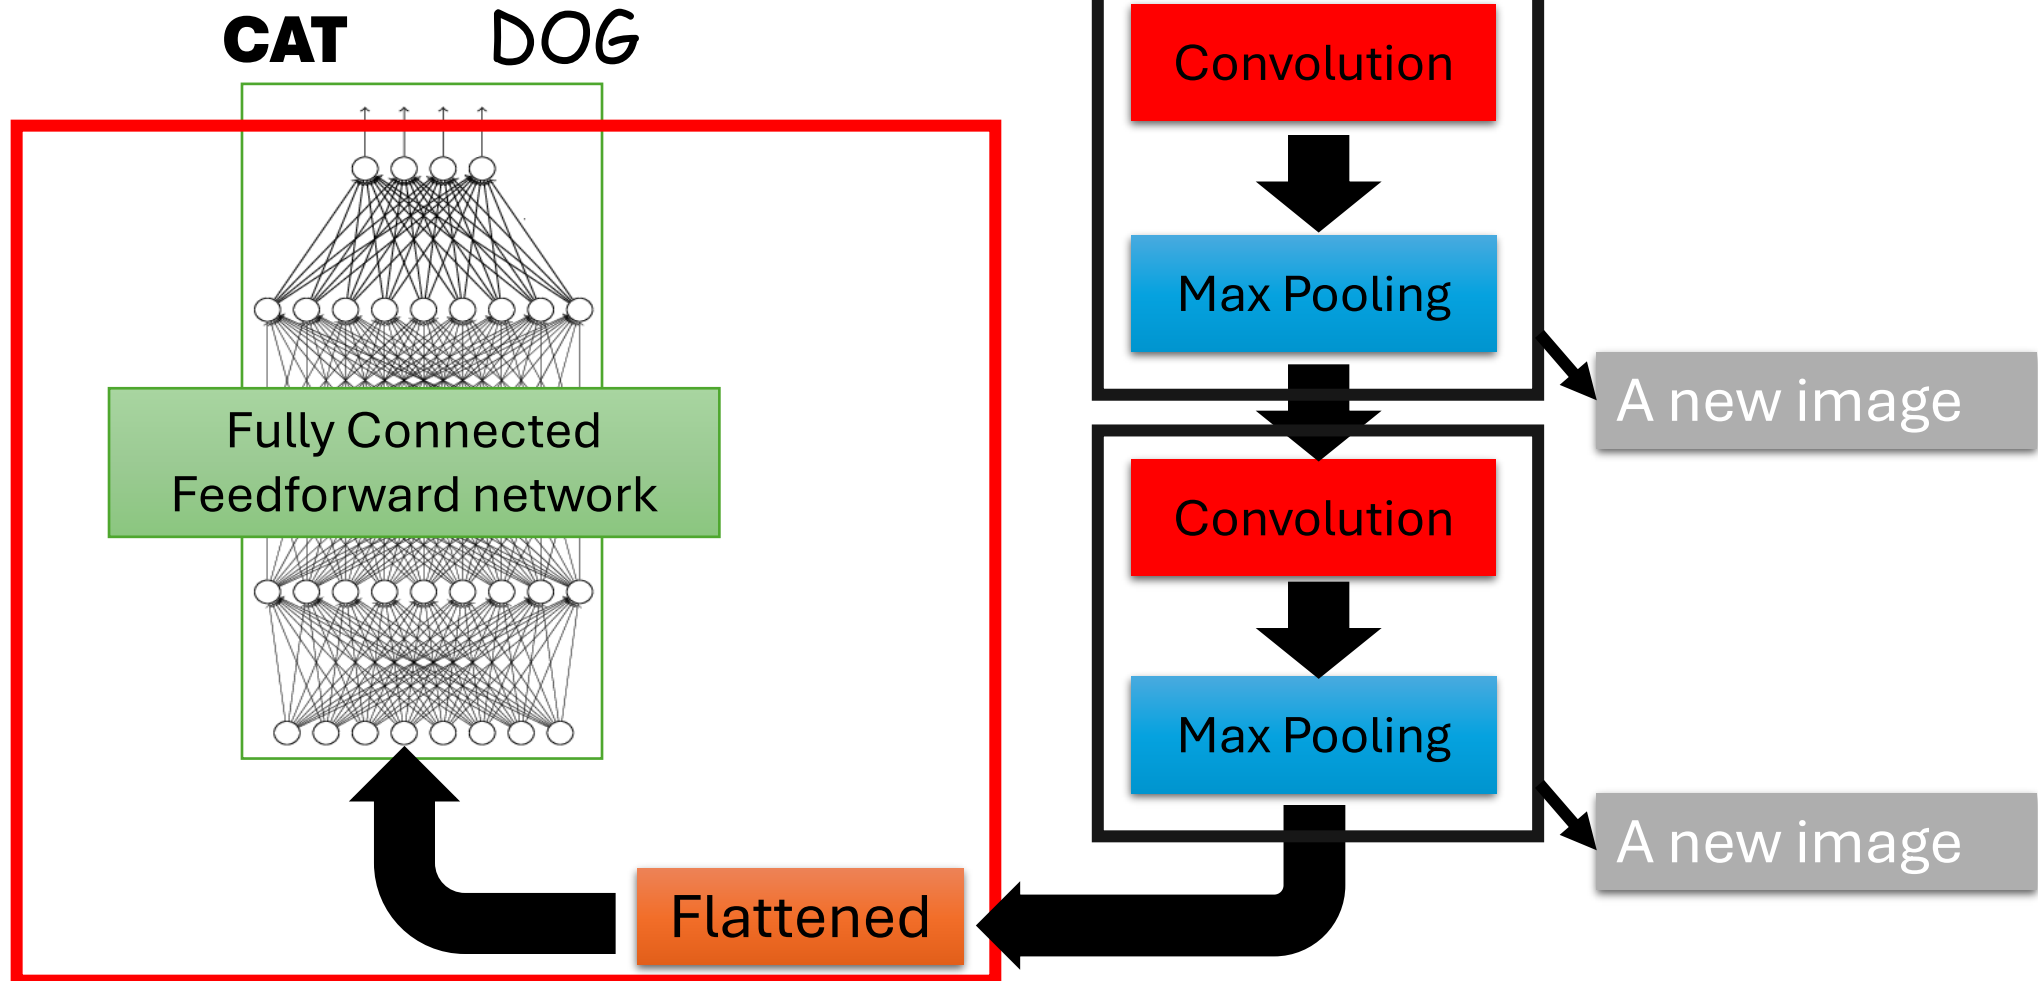 CAT DOG
Convolution
Max Pooling
A new image
Fully Connected
Feedforward network
Convolution
Max Pooling
A new image
Flattened